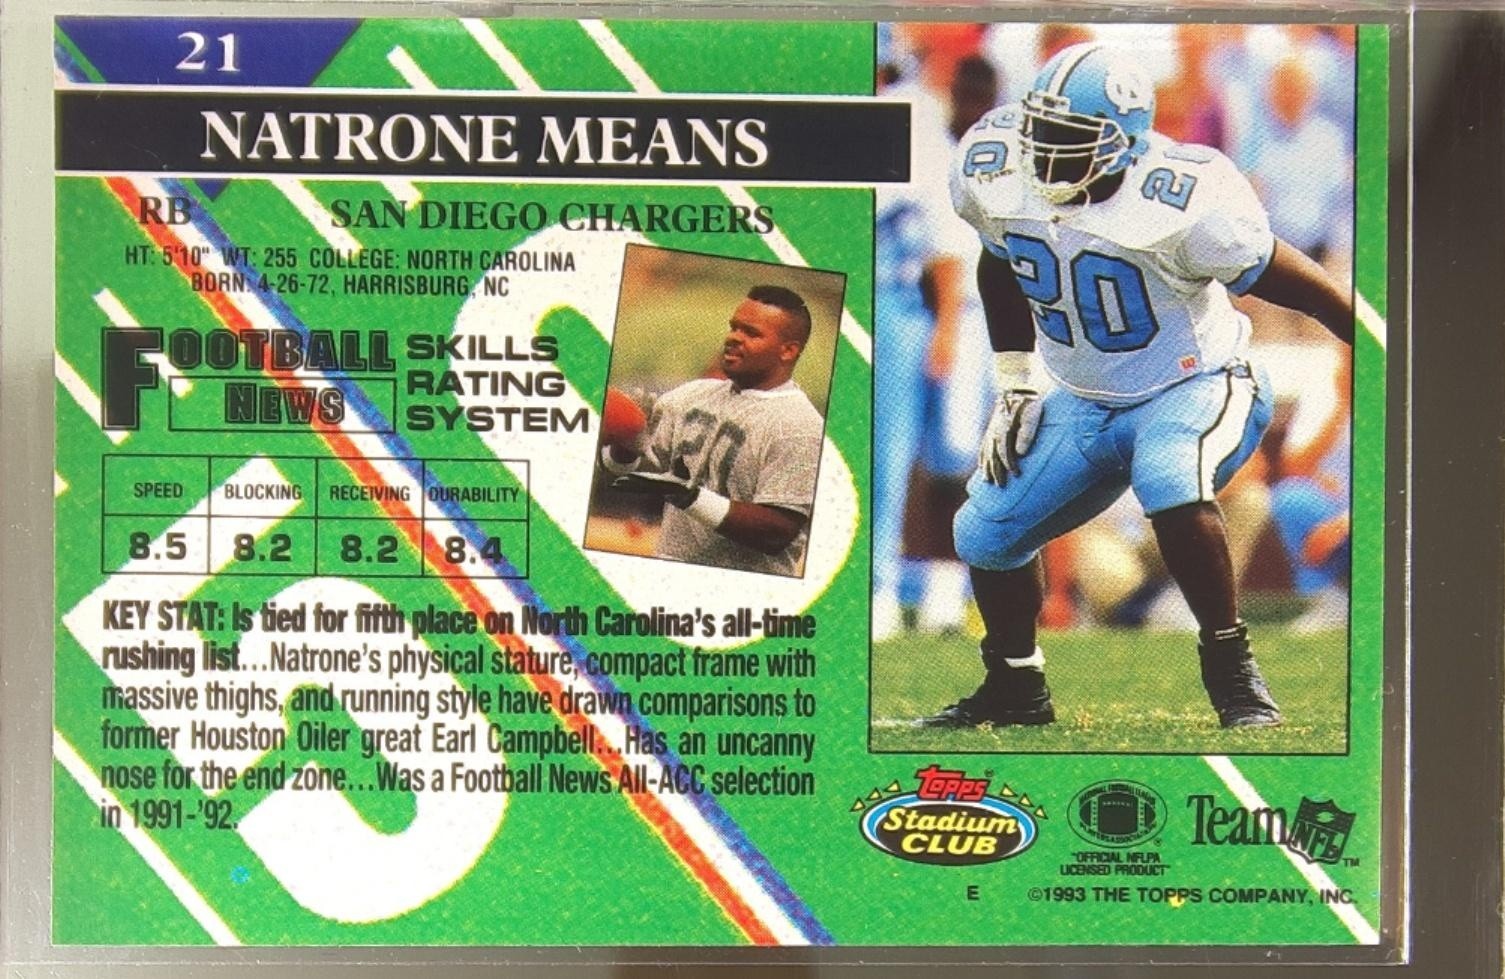 21
NATRONE MEANS
RB SAN DIEGO CHARGERS
HT: 5'10" WT: 255 COLLEGE: NORTH CAROLINA
BORN: 4-26-72, HARRISBURG, NC
FOOTBALL NEWS
SKILLS
RATING
SYSTEM
SPEED BLOCKING RECEIVING DURABILITY
8.5 8.2 8.2 8.4
KEY STAT: Is tied for fifth place on North Carolina's all-time
rushing list...Natrone's physical stature, compact frame with
massive thighs, and running style have drawn comparisons to
former Houston Oiler great Earl Campbell...Has an uncanny
nose for the end zone...Was a Football News All-ACC selection
in 1991-'92.
20
20
20
20
Topps®
Stadium
CLUB
"OFFICIAL NFLPA
LICENSED PRODUCT"
Team NFL™
E ©1993 THE TOPPS COMPANY, INC.